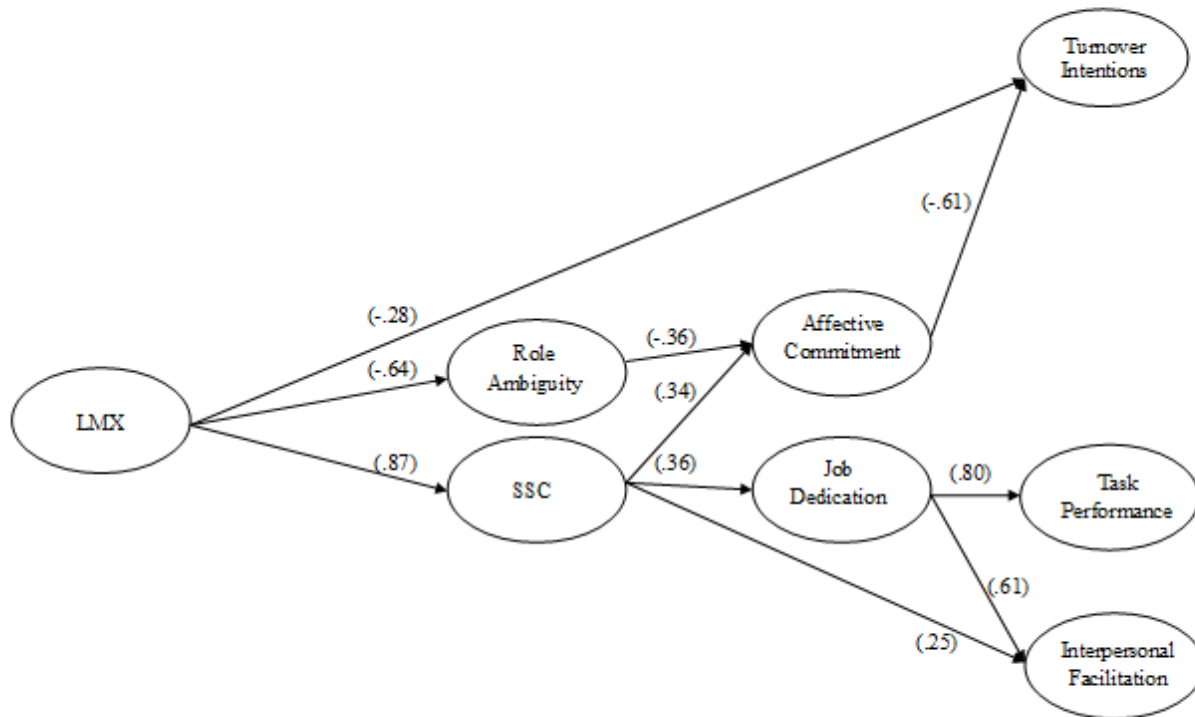 Turnover
Intentions
(-.61)
(-.28)
Affective
Commitment
(-.36)
Role
Ambiguity
(-.64)
(.34)
LMX
(.87)
SSC
(.36)
Job
Dedication
(.80)
Task
Performance
(.61)
(.25)
Interpersonal
Facilitation